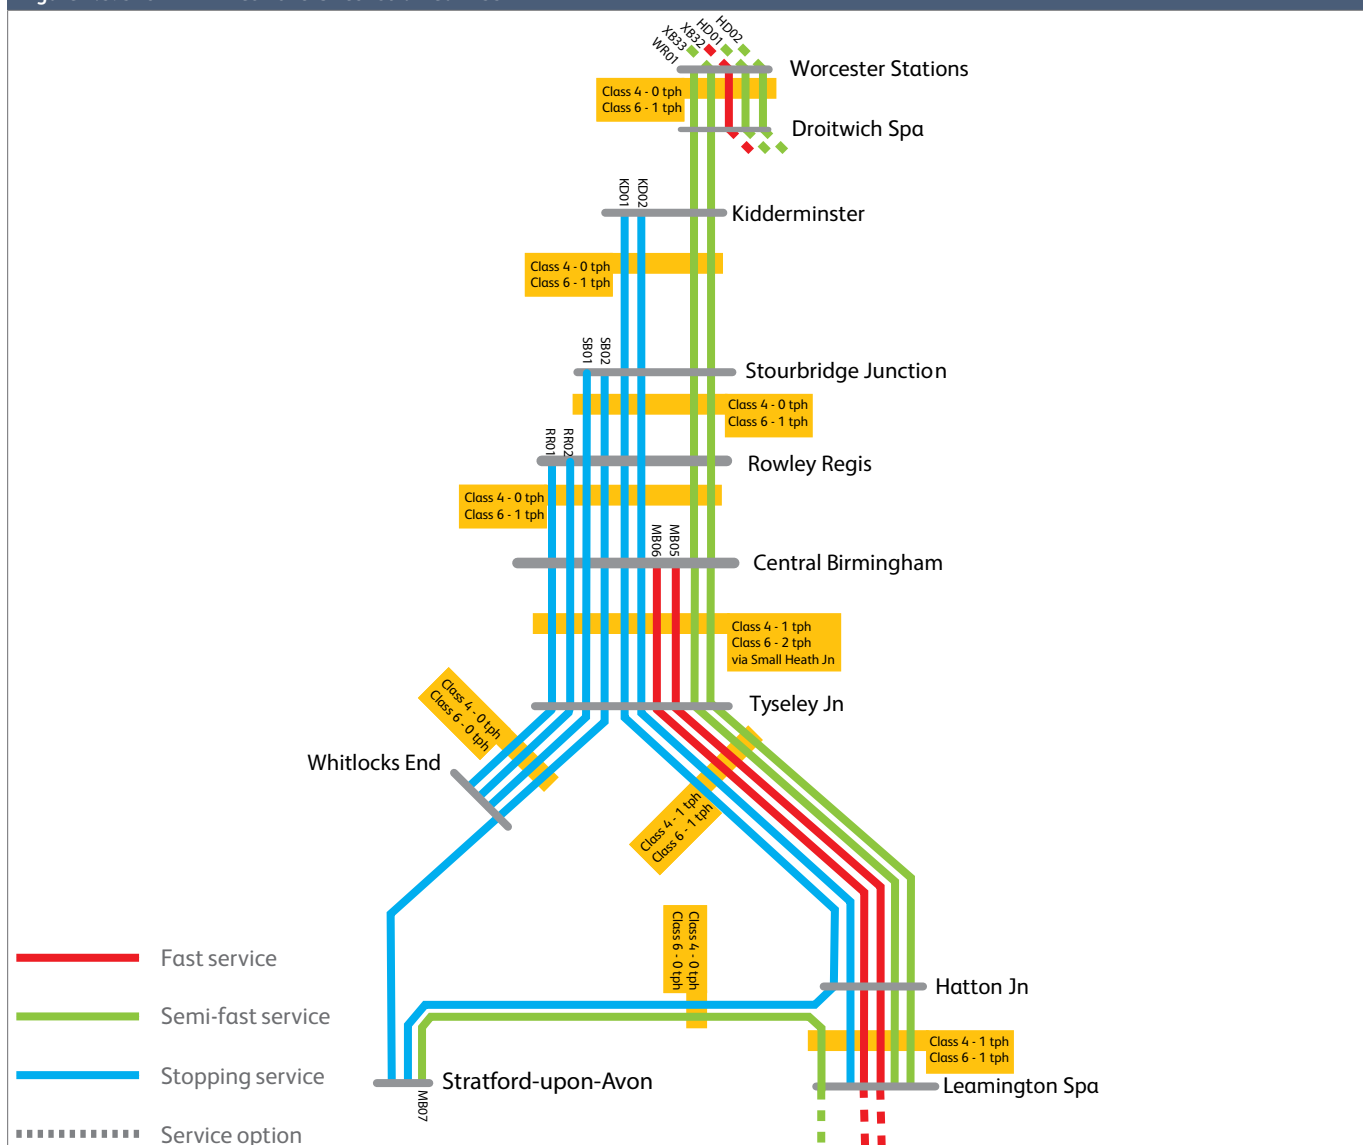 WR01
XB33
XB32
HD01
HD02
Worcester Stations
Class 4 - 0 tph
Class 6 - 1 tph
Droitwich Spa
KD01
KD02
Kidderminster
Class 4 - 0 tph
Class 6 - 1 tph
SB01
SB02
Stourbridge Junction
Class 4 - 0 tph
Class 6 - 1 tph
RR01
RR02
Rowley Regis
Class 4 - 0 tph
Class 6 - 1 tph
MB06
MB05
Central Birmingham
Class 4 - 1 tph
Class 6 - 2 tph
via Small Heath Jn
Tyseley Jn
Class 4 - 0 tph
Class 6 - 0 tph
Whitlocks End
Class 4 - 1 tph
Class 6 - 1 tph
Class 4 - 0 tph
Class 6 - 0 tph
Fast service
Hatton Jn
Semi-fast service
Class 4 - 1 tph
Class 6 - 1 tph
Stopping service
Stratford-upon-Avon
MB07
Leamington Spa
Service option